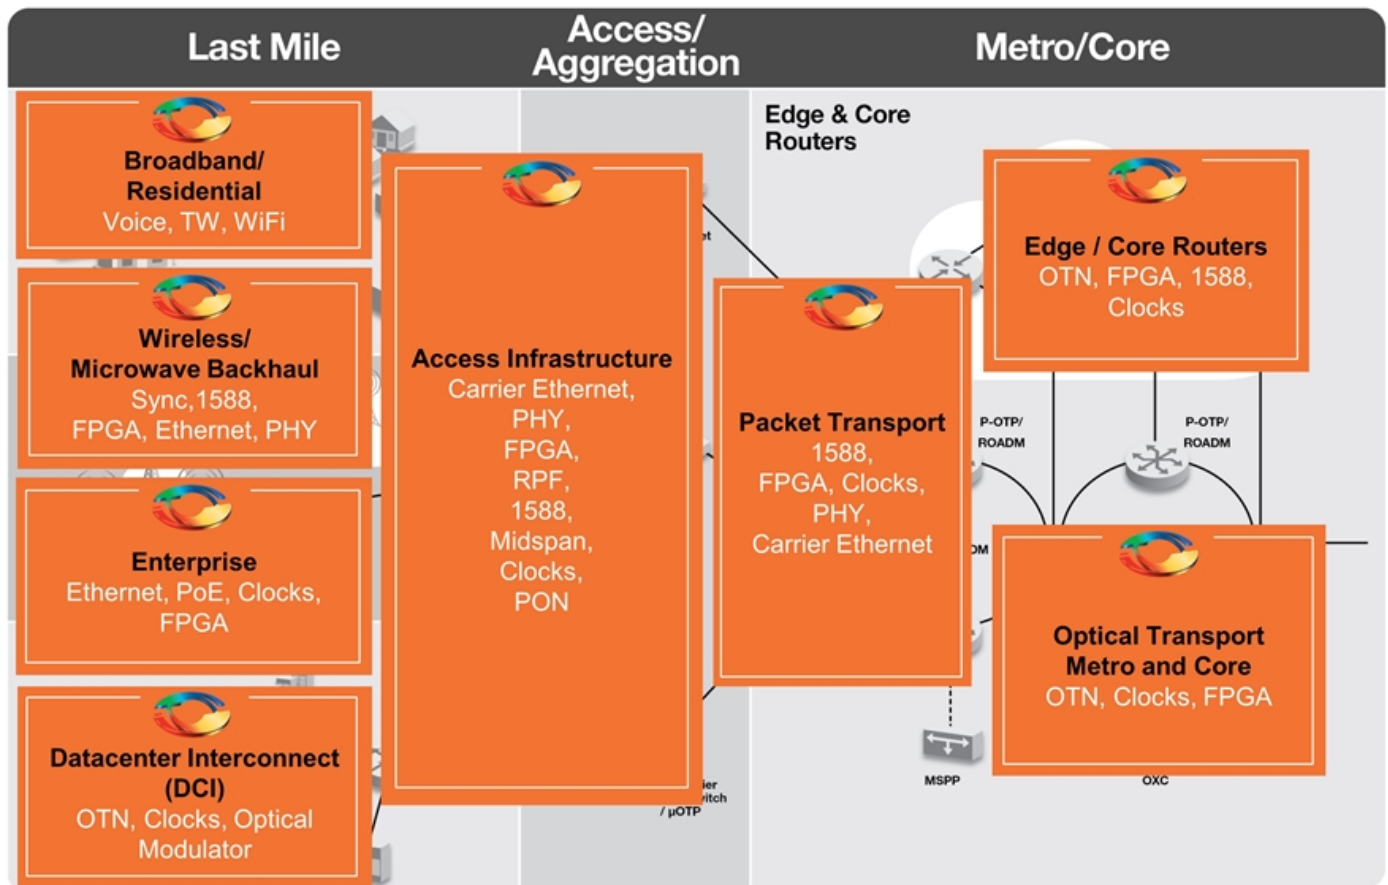 Last Mile
Access/
Aggregation
Metro/Core
Broadband/
Residential
Voice, TW, WiFi
Wireless/
Microwave Backhaul
Sync,1588,
FPGA, Ethernet, PHY
Enterprise
Ethernet, PoE, Clocks,
FPGA
Datacenter Interconnect
(DCI)
OTN, Clocks, Optical
Modulator
Access Infrastructure
Carrier Ethernet,
PHY,
FPGA,
RPF,
1588,
Midspan,
Clocks,
PON
/ µOTP
Packet Transport
1588,
FPGA, Clocks,
PHY,
Carrier Ethernet
Edge & Core
Routers
Edge / Core Routers
OTN, FPGA, 1588,
Clocks
P-OTP/
ROADM
P-OTP/
ROADM
Optical Transport
Metro and Core
OTN, Clocks, FPGA
MSPP
OXC